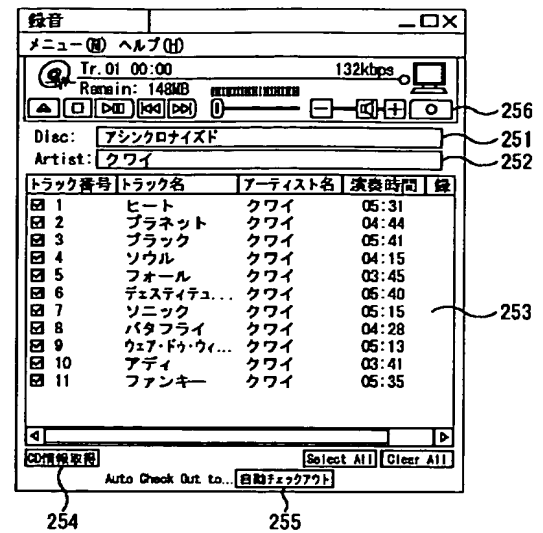 録音
メニュー(M) ヘルプ(H)
Tr. 01 00:00 132kbps
Remain: 148MB
256
Disc: アシンクロナイズド 251
Artist: クワイ 252
トラック番号 トラック名 アーティスト名 演奏時間 録
1 ヒート クワイ 05:31
2 プラネット クワイ 04:44
3 ブラック クワイ 05:41
4 ソウル クワイ 04:15
5 フォール クワイ 03:45
6 デェスティテュ... クワイ 05:40
7 ソニック クワイ 05:15
8 バタフライ クワイ 04:28
9 ウェア・ドゥ・ウィ... クワイ 05:13
10 アディ クワイ 03:41
11 ファンキー クワイ 05:35
253
CD情報取得 Select All Clear All
Auto Check Out to... 自動チェックアウト
254 255